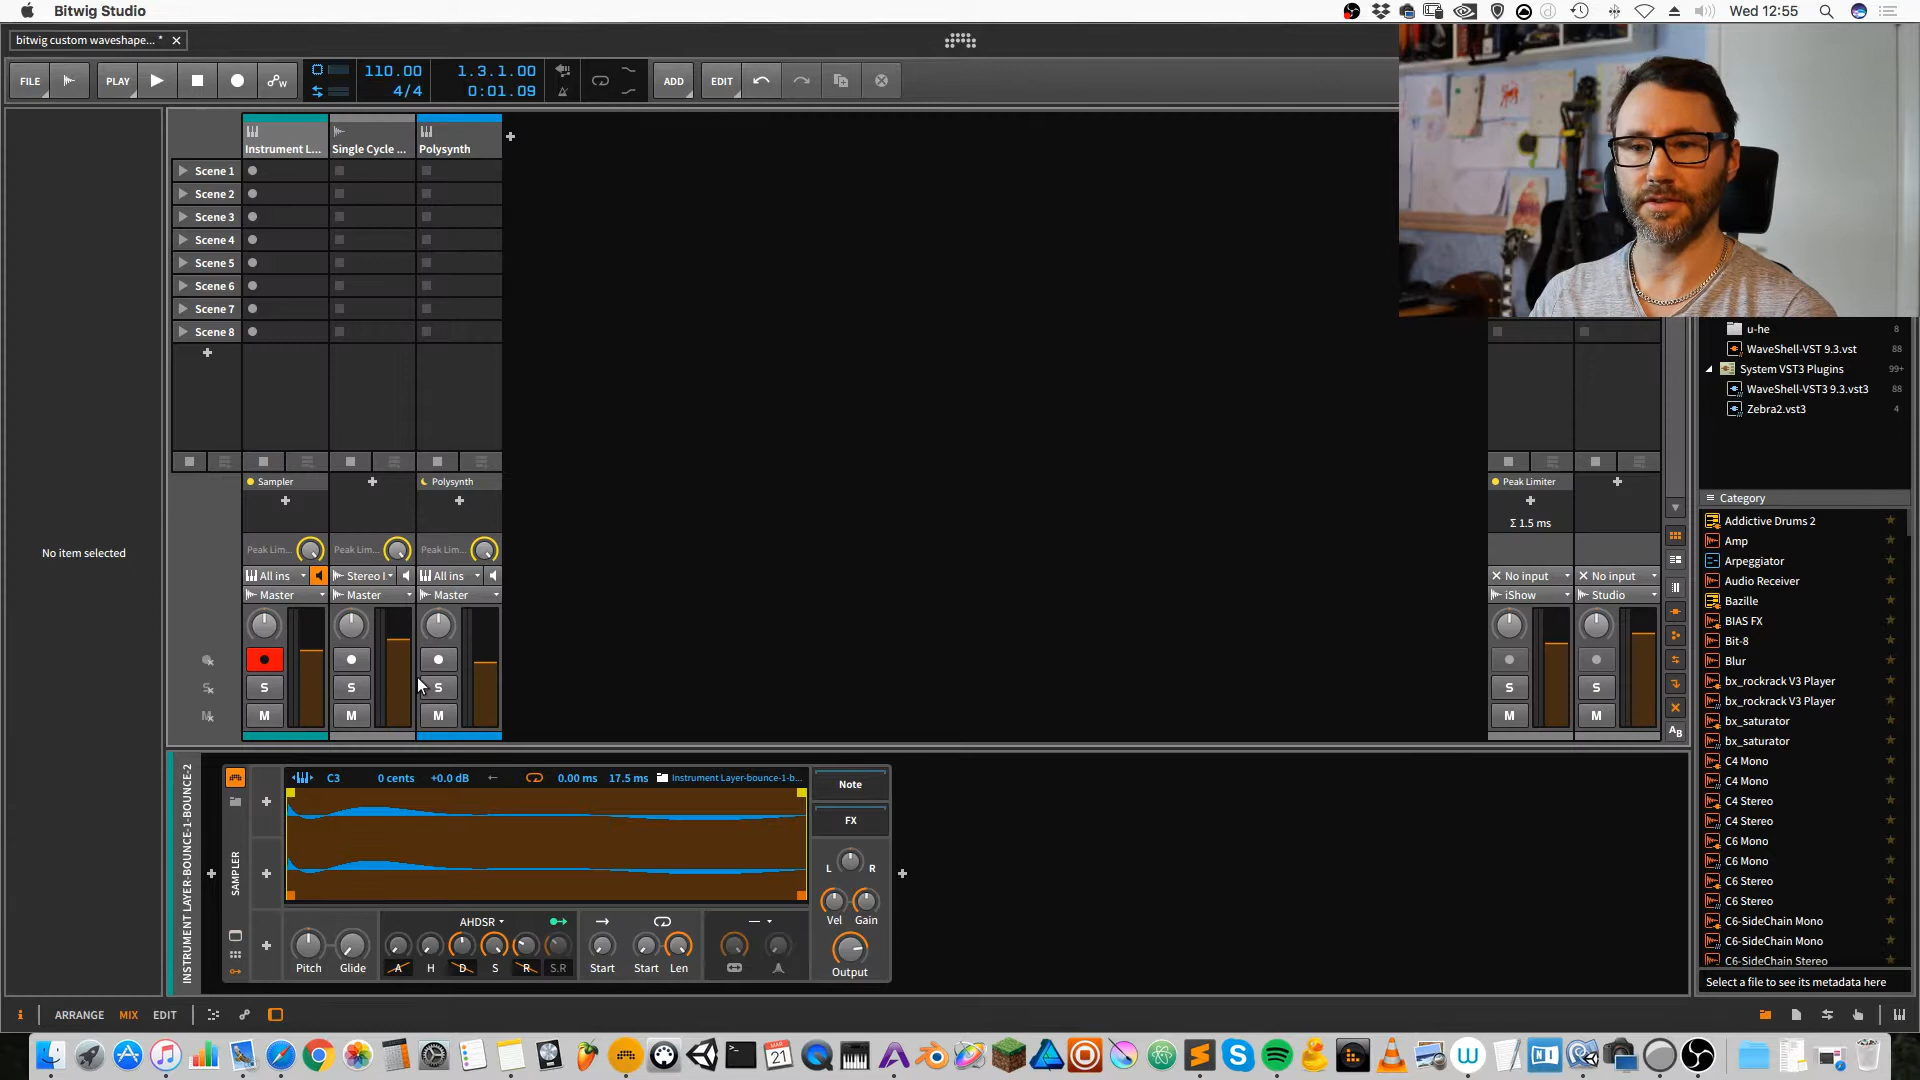 Bitwig Studio
Wed 12:55
bitwig custom waveshape... *
FILE
PLAY
110.00
4/4
1.3.1.00
0:01.09
ADD
EDIT
Instrument L...
Single Cycle ...
Polysynth
Scene 1
Scene 2
Scene 3
Scene 4
Scene 5
Scene 6
Scene 7
Scene 8
Sampler
Polysynth
Peak Limiter
Σ 1.5 ms
Peak Lim...
Peak Lim...
Peak Lim...
All ins
Stereo I.
All ins
No input
No input
Master
Master
Master
iShow
Studio
S
S
S
S
S
M
M
M
M
M
No item selected
u-he 8
WaveShell-VST 9.3.vst 88
System VST3 Plugins 99+
WaveShell-VST3 9.3.vst3 88
Zebra2.vst3 4
Category
Addictive Drums 2
Amp
Arpeggiator
Audio Receiver
Bazille
BIAS FX
Bit-8
Blur
bx_rockrack V3 Player
bx_rockrack V3 Player
bx_saturator
bx_saturator
C4 Mono
C4 Mono
C4 Stereo
C4 Stereo
C6 Mono
C6 Mono
C6 Stereo
C6 Stereo
C6-SideChain Mono
C6-SideChain Mono
C6-SideChain Stereo
Select a file to see its metadata here
INSTRUMENT LAYER-BOUNCE-1-BOUNCE-2
SAMPLER
C3
0 cents
+0.0 dB
0.00 ms
17.5 ms
Instrument Layer-bounce-1-b...
Note
FX
L
R
Vel
Gain
Output
AHDSR
Pitch
Glide
A
H
D
S
R
S.R
Start
Start
Len
i
ARRANGE
MIX
EDIT